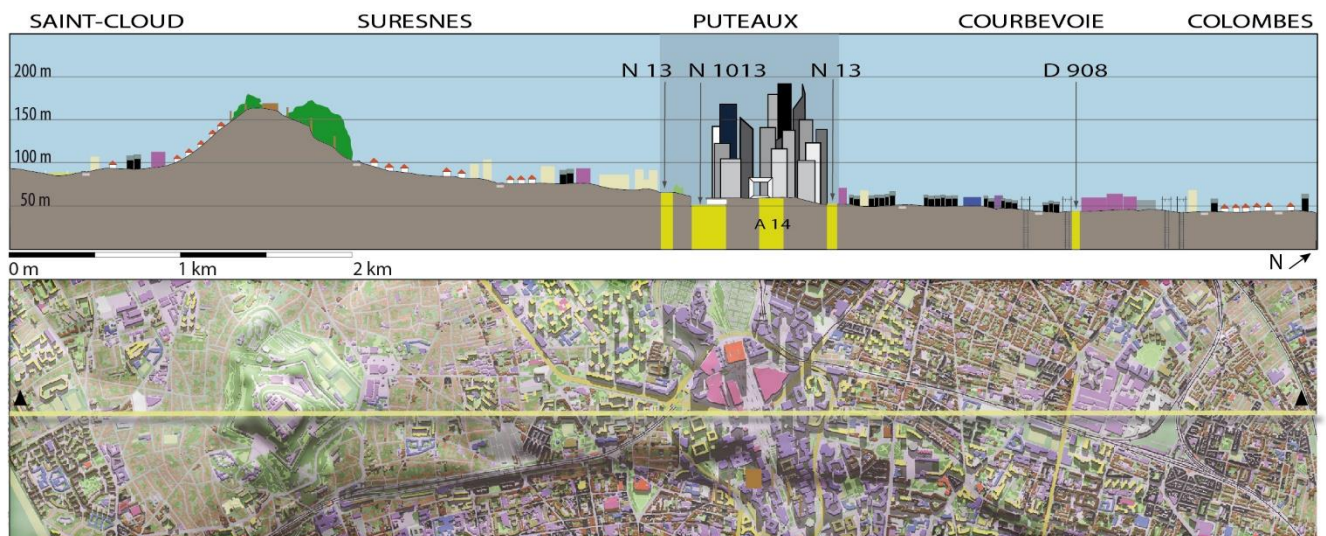 SAINT-CLOUD SURESNES PUTEAUX COURBEVOIE COLOMBES
200 m N 13 N 1013 N 13 D 908
150 m
100 m
50 m
A 14
0 m 1 km 2 km N